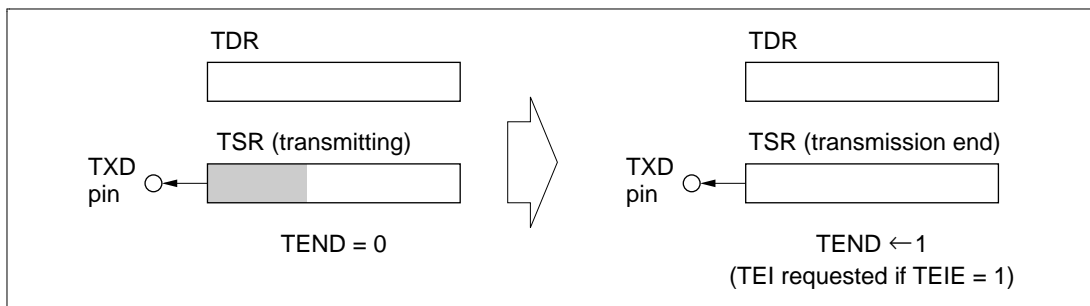 TDR
TSR (transmitting)
TXD
pin
TEND = 0
TDR
TSR (transmission end)
TXD
pin
TEND ←1
(TEI requested if TEIE = 1)